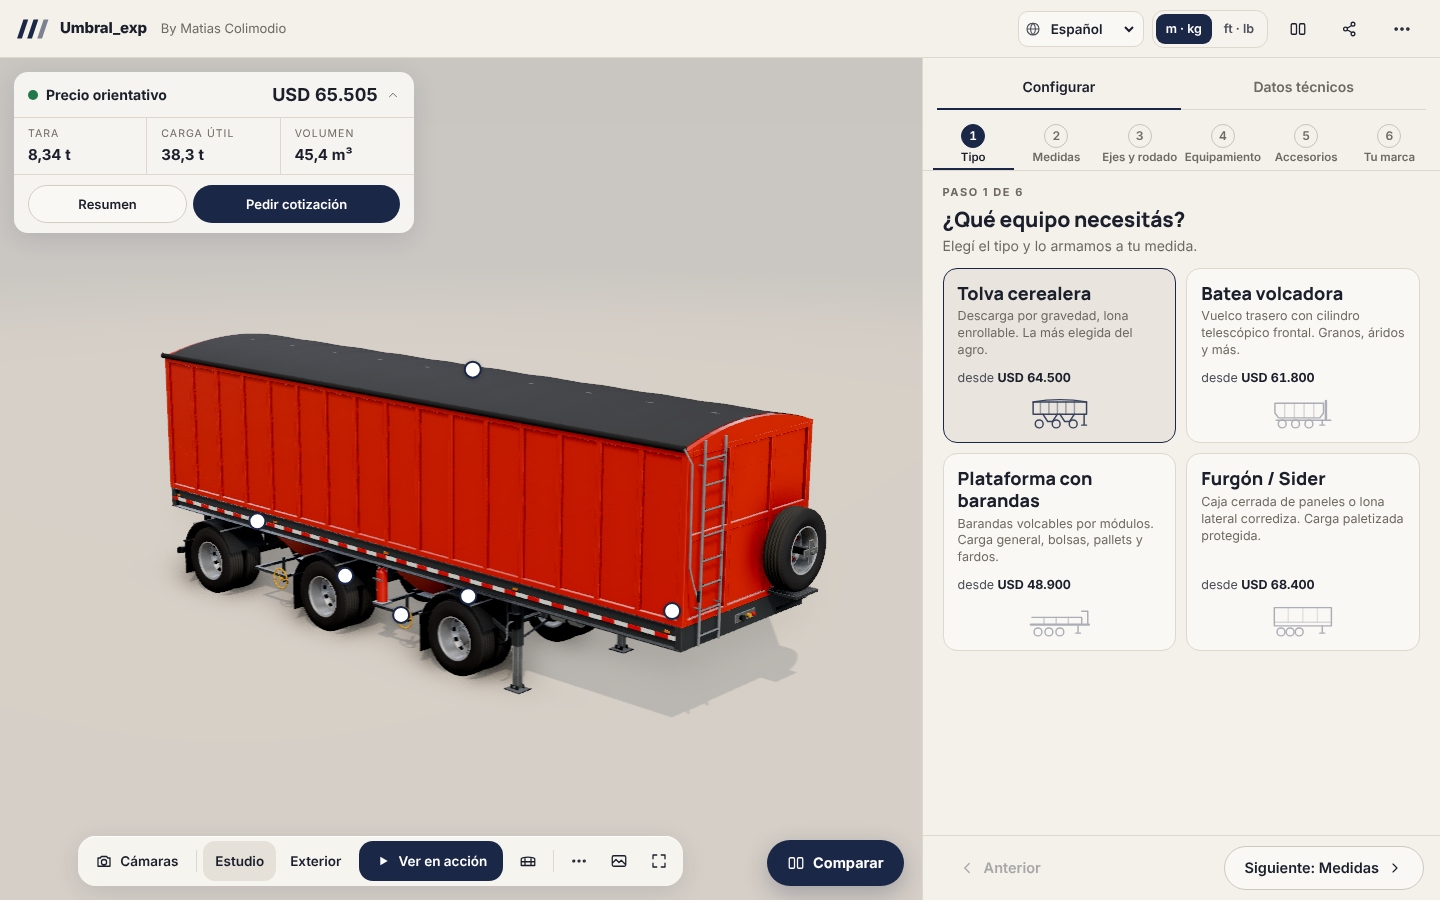 Umbral_exp By Matias Colimodio
Español
m · kg ft · lb
Precio orientativo USD 65.505
TARA CARGA ÚTIL VOLUMEN
8,34 t 38,3 t 45,4 m³
Resumen Pedir cotización
Cámaras Estudio Exterior Ver en acción
Comparar
Configurar Datos técnicos
1 2 3 4 5 6
Tipo Medidas Ejes y rodado Equipamiento Accesorios Tu marca
PASO 1 DE 6
¿Qué equipo necesitás?
Elegí el tipo y lo armamos a tu medida.
Tolva cerealera
Descarga por gravedad, lona
enrollable. La más elegida del
agro.
desde USD 64.500
Batea volcadora
Vuelco trasero con cilindro
telescópico frontal. Granos, áridos
y más.
desde USD 61.800
Plataforma con
barandas
Barandas volcables por módulos.
Carga general, bolsas, pallets y
fardos.
desde USD 48.900
Furgón / Sider
Caja cerrada de paneles o lona
lateral corrediza. Carga paletizada
protegida.
desde USD 68.400
Anterior Siguiente: Medidas